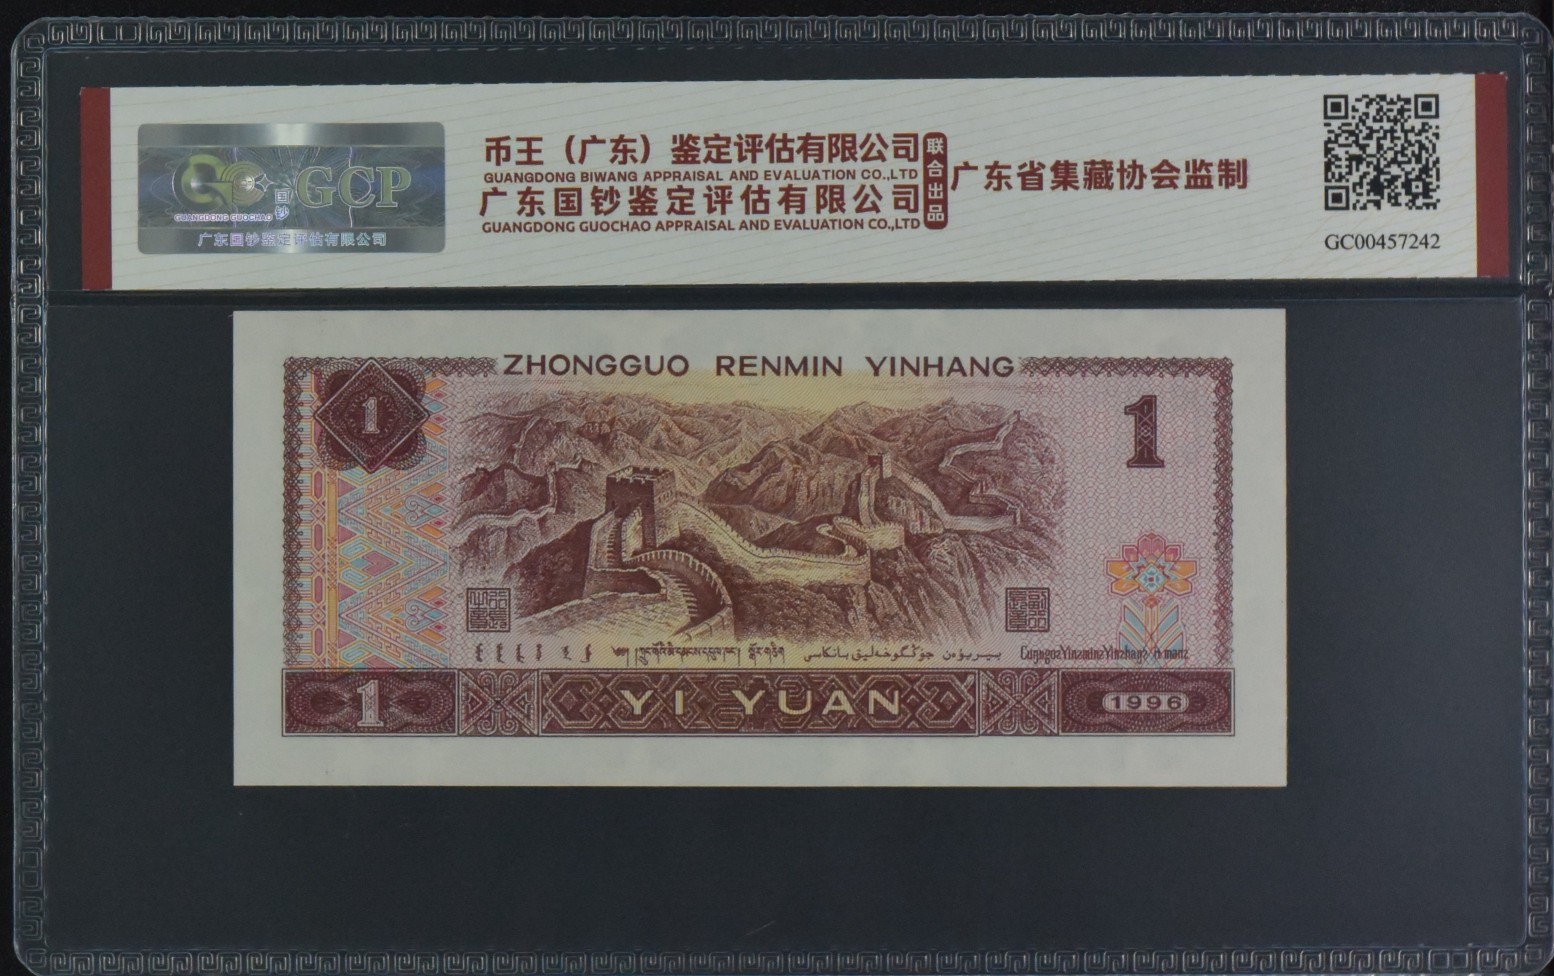 GCP
国钞
GUANGDONG GUOCHAO
广东国钞鉴定评估有限公司
币王（广东）鉴定评估有限公司
GUANGDONG BIWANG APPRAISAL AND EVALUATION CO.,LTD
广东国钞鉴定评估有限公司
GUANGDONG GUOCHAO APPRAISAL AND EVALUATION CO.,LTD
联合出品
广东省集藏协会监制
GC00457242
ZHONGGUO RENMIN YINHANG
1
1
1
YI YUAN
1996